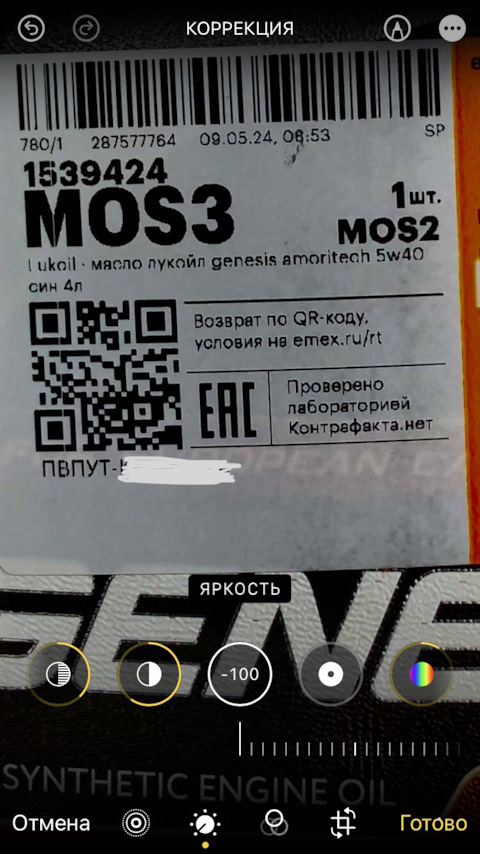 КОРРЕКЦИЯ
780/1 287577764 09.05.24, 08:53 SP
1539424
MOS3
1шт.
MOS2
Lukoil · масло лукойл genesis amoritech 5w40
син 4л
Возврат по QR-коду,
условия на emex.ru/rt
EAC
Проверено
лабораторией
Контрафакта.нет
ПВПУТ-
ЯРКОСТЬ
GENE
-100
SYNTHETIC ENGINE OIL
Отмена
Готово